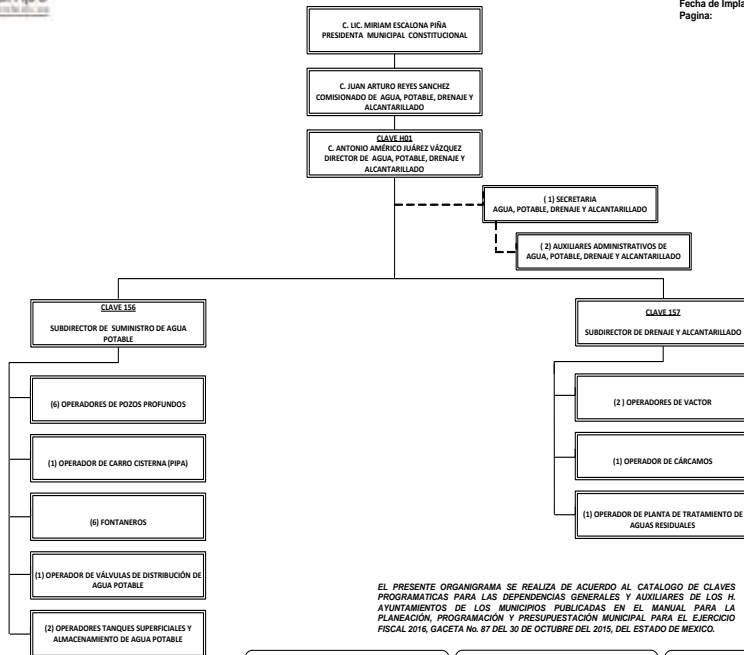 Fecha de Impla
Pagina:
C. LIC. MIRIAM ESCALONA PIÑA
PRESIDENTA MUNICIPAL CONSTITUCIONAL
C. JUAN ARTURO REYES SANCHEZ
COMISIONADO DE AGUA, POTABLE, DRENAJE Y
ALCANTARILLADO
CLAVE H01
C. ANTONIO AMÉRICO JUÁREZ VÁZQUEZ
DIRECTOR DE AGUA, POTABLE, DRENAJE Y
ALCANTARILLADO
( 1) SECRETARIA
AGUA, POTABLE, DRENAJE Y ALCANTARILLADO
( 2) AUXILIARES ADMINISTRATIVOS DE
AGUA, POTABLE, DRENAJE Y ALCANTARILLADO
CLAVE 156
SUBDIRECTOR DE SUMINISTRO DE AGUA
POTABLE
(6) OPERADORES DE POZOS PROFUNDOS
(1) OPERADOR DE CARRO CISTERNA (PIPA)
(6) FONTANEROS
(1) OPERADOR DE VÁLVULAS DE DISTRIBUCIÓN DE
AGUA POTABLE
(2) OPERADORES TANQUES SUPERFICIALES Y
ALMACENAMIENTO DE AGUA POTABLE
CLAVE 157
SUBDIRECTOR DE DRENAJE Y ALCANTARILLADO
(2 ) OPERADORES DE VACTOR
(1) OPERADOR DE CÁRCAMOS
(1) OPERADOR DE PLANTA DE TRATAMIENTO DE
AGUAS RESIDUALES
EL PRESENTE ORGANIGRAMA SE REALIZA DE ACUERDO AL CATALOGO DE CLAVES
PROGRAMATICAS PARA LAS DEPENDENCIAS GENERALES Y AUXILIARES DE LOS H.
AYUNTAMIENTOS DE LOS MUNICIPIOS PUBLICADAS EN EL MANUAL PARA LA
PLANEACIÓN, PROGRAMACIÓN Y PRESUPUESTACIÓN MUNICIPAL PARA EL EJERCICIO
FISCAL 2016, GACETA No. 87 DEL 30 DE OCTUBRE DEL 2015, DEL ESTADO DE MEXICO.